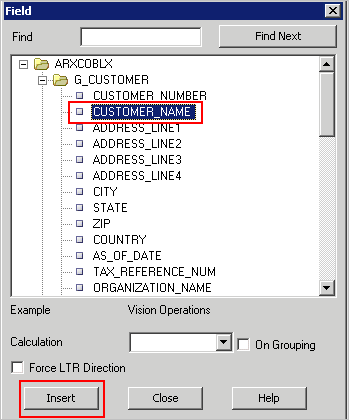 Field
Find
Find Next
ARXCOBLX
G_CUSTOMER
CUSTOMER_NUMBER
CUSTOMER_NAME
ADDRESS_LINE1
ADDRESS_LINE2
ADDRESS_LINE3
ADDRESS_LINE4
CITY
STATE
ZIP
COUNTRY
AS_OF_DATE
TAX_REFERENCE_NUM
ORGANIZATION_NAME
Example Vision Operations
Calculation On Grouping
Force LTR Direction
Insert Close Help